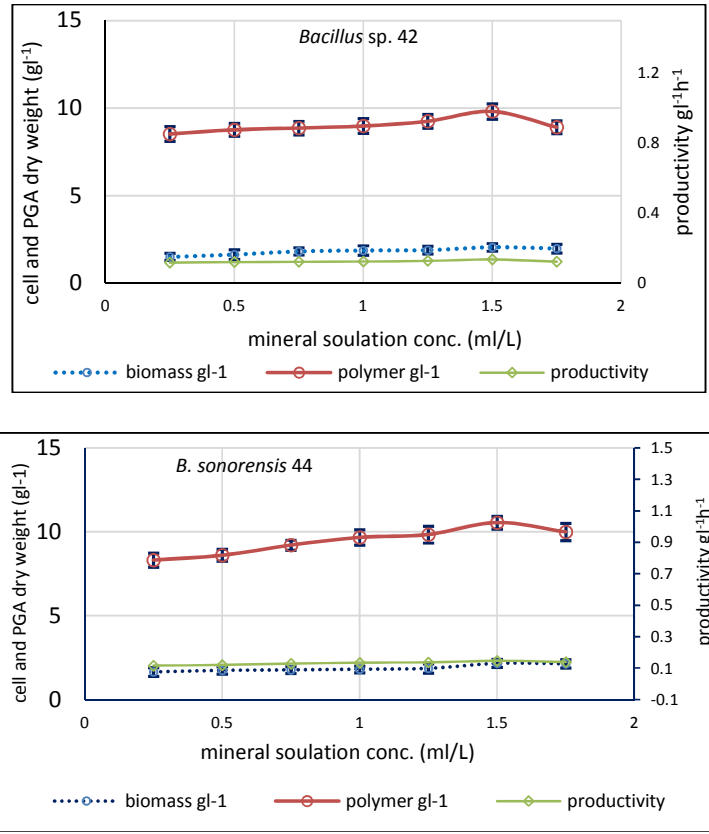 Bacillus sp. 42
cell and PGA dry weight (gl-1)
15
10
5
0
productivity gl-1h-1
1.2
0.8
0.4
0
0 0.5 1 1.5 2
mineral soulation conc. (ml/L)
biomass gl-1 polymer gl-1 productivity
B. sonorensis 44
cell and PGA dry weight (gl-1)
15
10
5
0
productivity gl-1h-1
1.5
1.3
1.1
0.9
0.7
0.5
0.3
0.1
-0.1
0 0.5 1 1.5 2
mineral soulation conc. (ml/L)
biomass gl-1 polymer gl-1 productivity